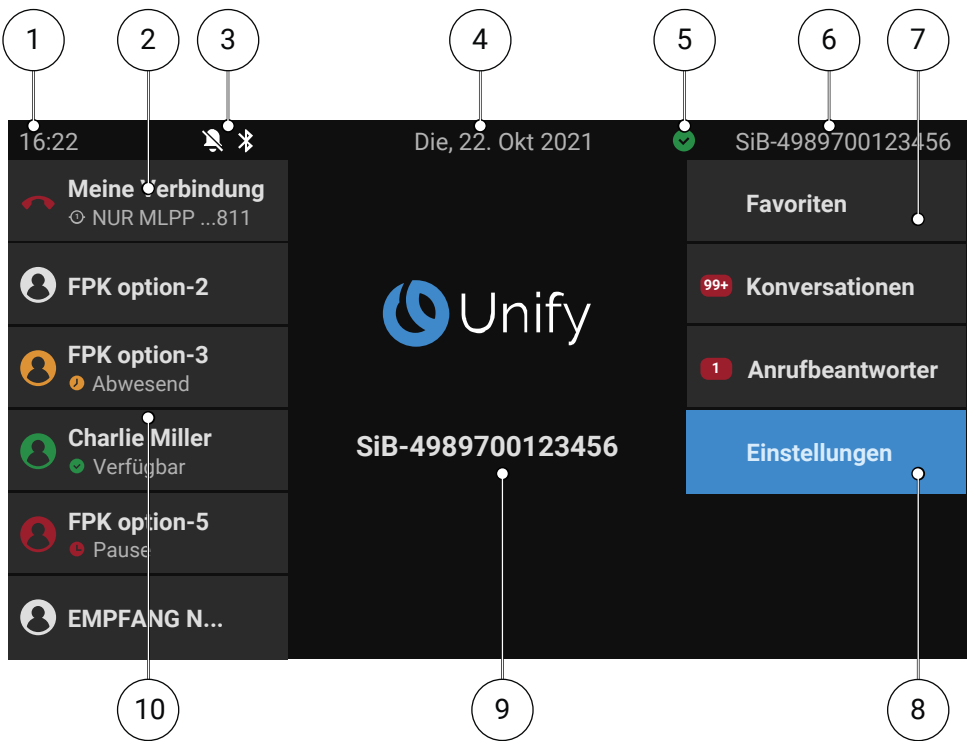 1
2
3
4
5
6
7
16:22
Die, 22. Okt 2021
SiB-4989700123456
Meine Verbindung
NUR MLPP ...811
FPK option-2
FPK option-3
Abwesend
Charlie Miller
Verfügbar
FPK option-5
Pause
EMPFANG N...
Unify
SiB-4989700123456
Favoriten
99+ Konversationen
1 Anrufbeantworter
Einstellungen
10
9
8